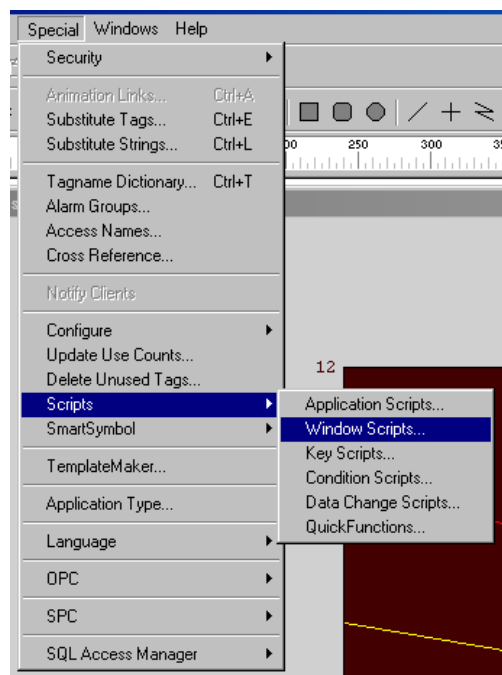 Special Windows Help
Security
Animation Links... Ctrl+A
Substitute Tags... Ctrl+E
Substitute Strings... Ctrl+L
250 300
Tagname Dictionary... Ctrl+T
Alarm Groups...
Access Names...
Cross Reference...
Notify Clients
Configure
Update Use Counts...
Delete Unused Tags...
12
Scripts
Application Scripts...
SmartSymbol
Window Scripts...
Key Scripts...
TemplateMaker...
Condition Scripts...
Application Type...
Data Change Scripts...
QuickFunctions...
Language
OPC
SPC
SQL Access Manager